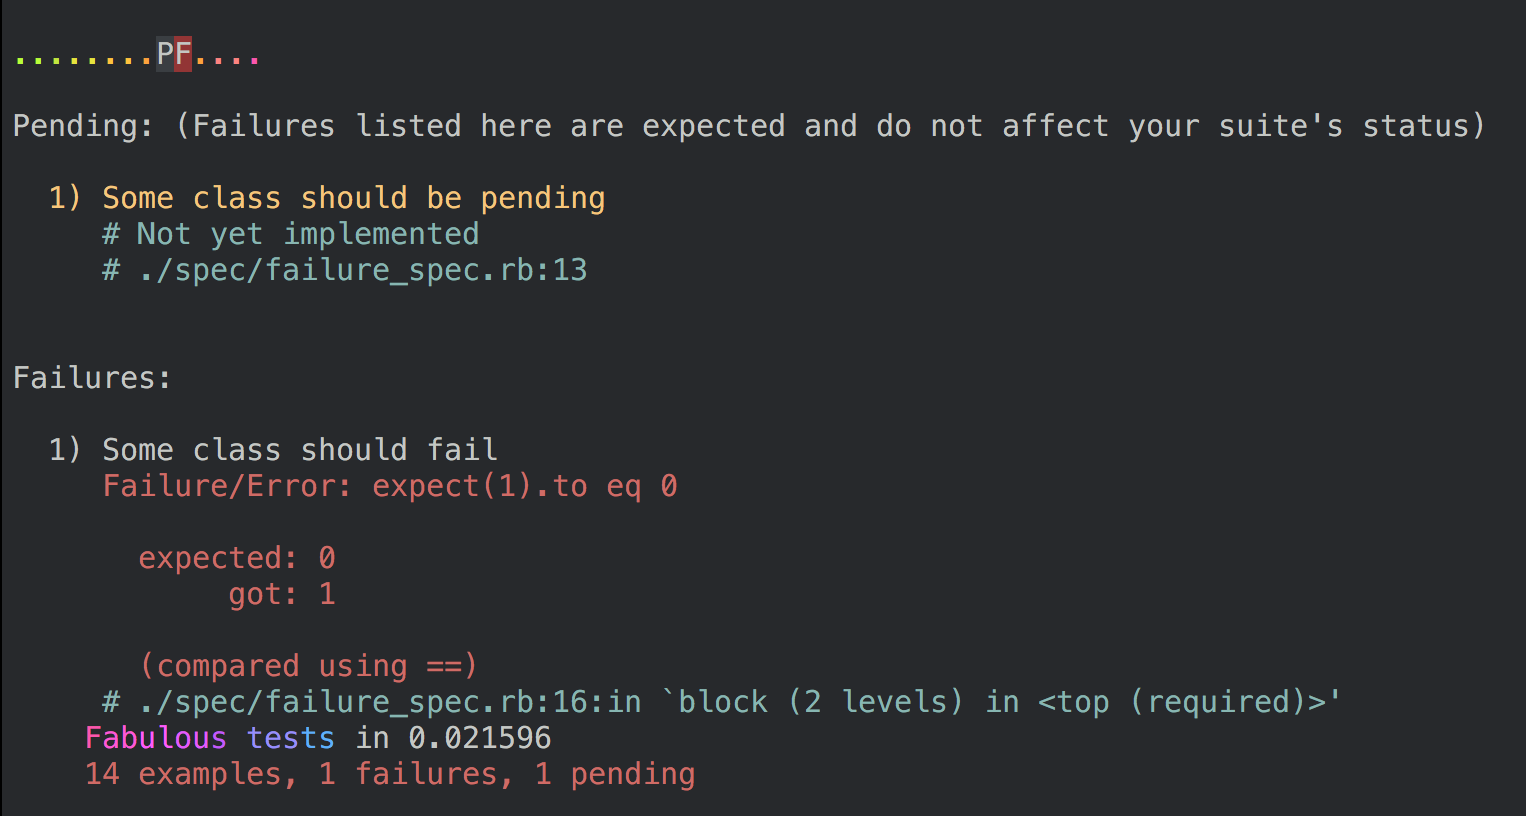 ........PF....
Pending: (Failures listed here are expected and do not affect your suite's status)
1) Some class should be pending
# Not yet implemented
# ./spec/failure_spec.rb:13
Failures:
1) Some class should fail
Failure/Error: expect(1).to eq 0
expected: 0
got: 1
(compared using ==)
# ./spec/failure_spec.rb:16:in `block (2 levels) in <top (required)>'
Fabulous tests in 0.021596
14 examples, 1 failures, 1 pending